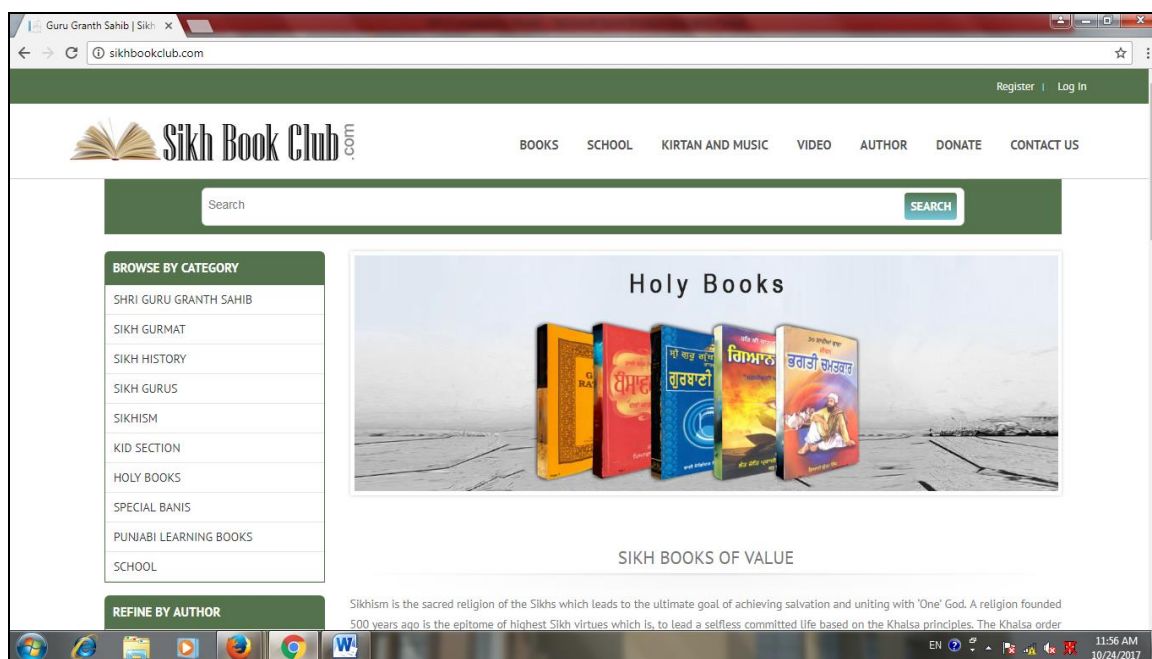 Guru Granth Sahib | Sikh
sikhbookclub.com
Register | Log In
Sikh Book Club .com
BOOKS SCHOOL KIRTAN AND MUSIC VIDEO AUTHOR DONATE CONTACT US
Search SEARCH
BROWSE BY CATEGORY
SHRI GURU GRANTH SAHIB
SIKH GURMAT
SIKH HISTORY
SIKH GURUS
SIKHISM
KID SECTION
HOLY BOOKS
SPECIAL BANIS
PUNJABI LEARNING BOOKS
SCHOOL
REFINE BY AUTHOR
Holy Books
ਗੁਰਬਾਣੀ
ਗਿਆਨ
ਭਗਤੀ ਚਮਤਕਾਰ
SIKH BOOKS OF VALUE
Sikhism is the sacred religion of the Sikhs which leads to the ultimate goal of achieving salvation and uniting with 'One' God. A religion founded
500 years ago is the epitome of highest Sikh virtues which is, to lead a selfless committed life based on the Khalsa principles. The Khalsa order
EN
11:56 AM
10/24/2017